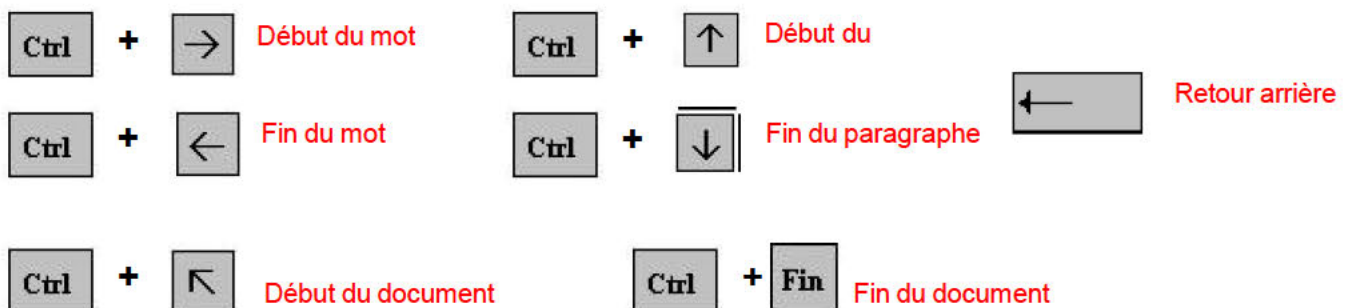 Ctrl + → Début du mot Ctrl + ↑ Début du
← Retour arrière
Ctrl + ← Fin du mot Ctrl + ↓ Fin du paragraphe
Ctrl + ↖ Début du document Ctrl + Fin Fin du document